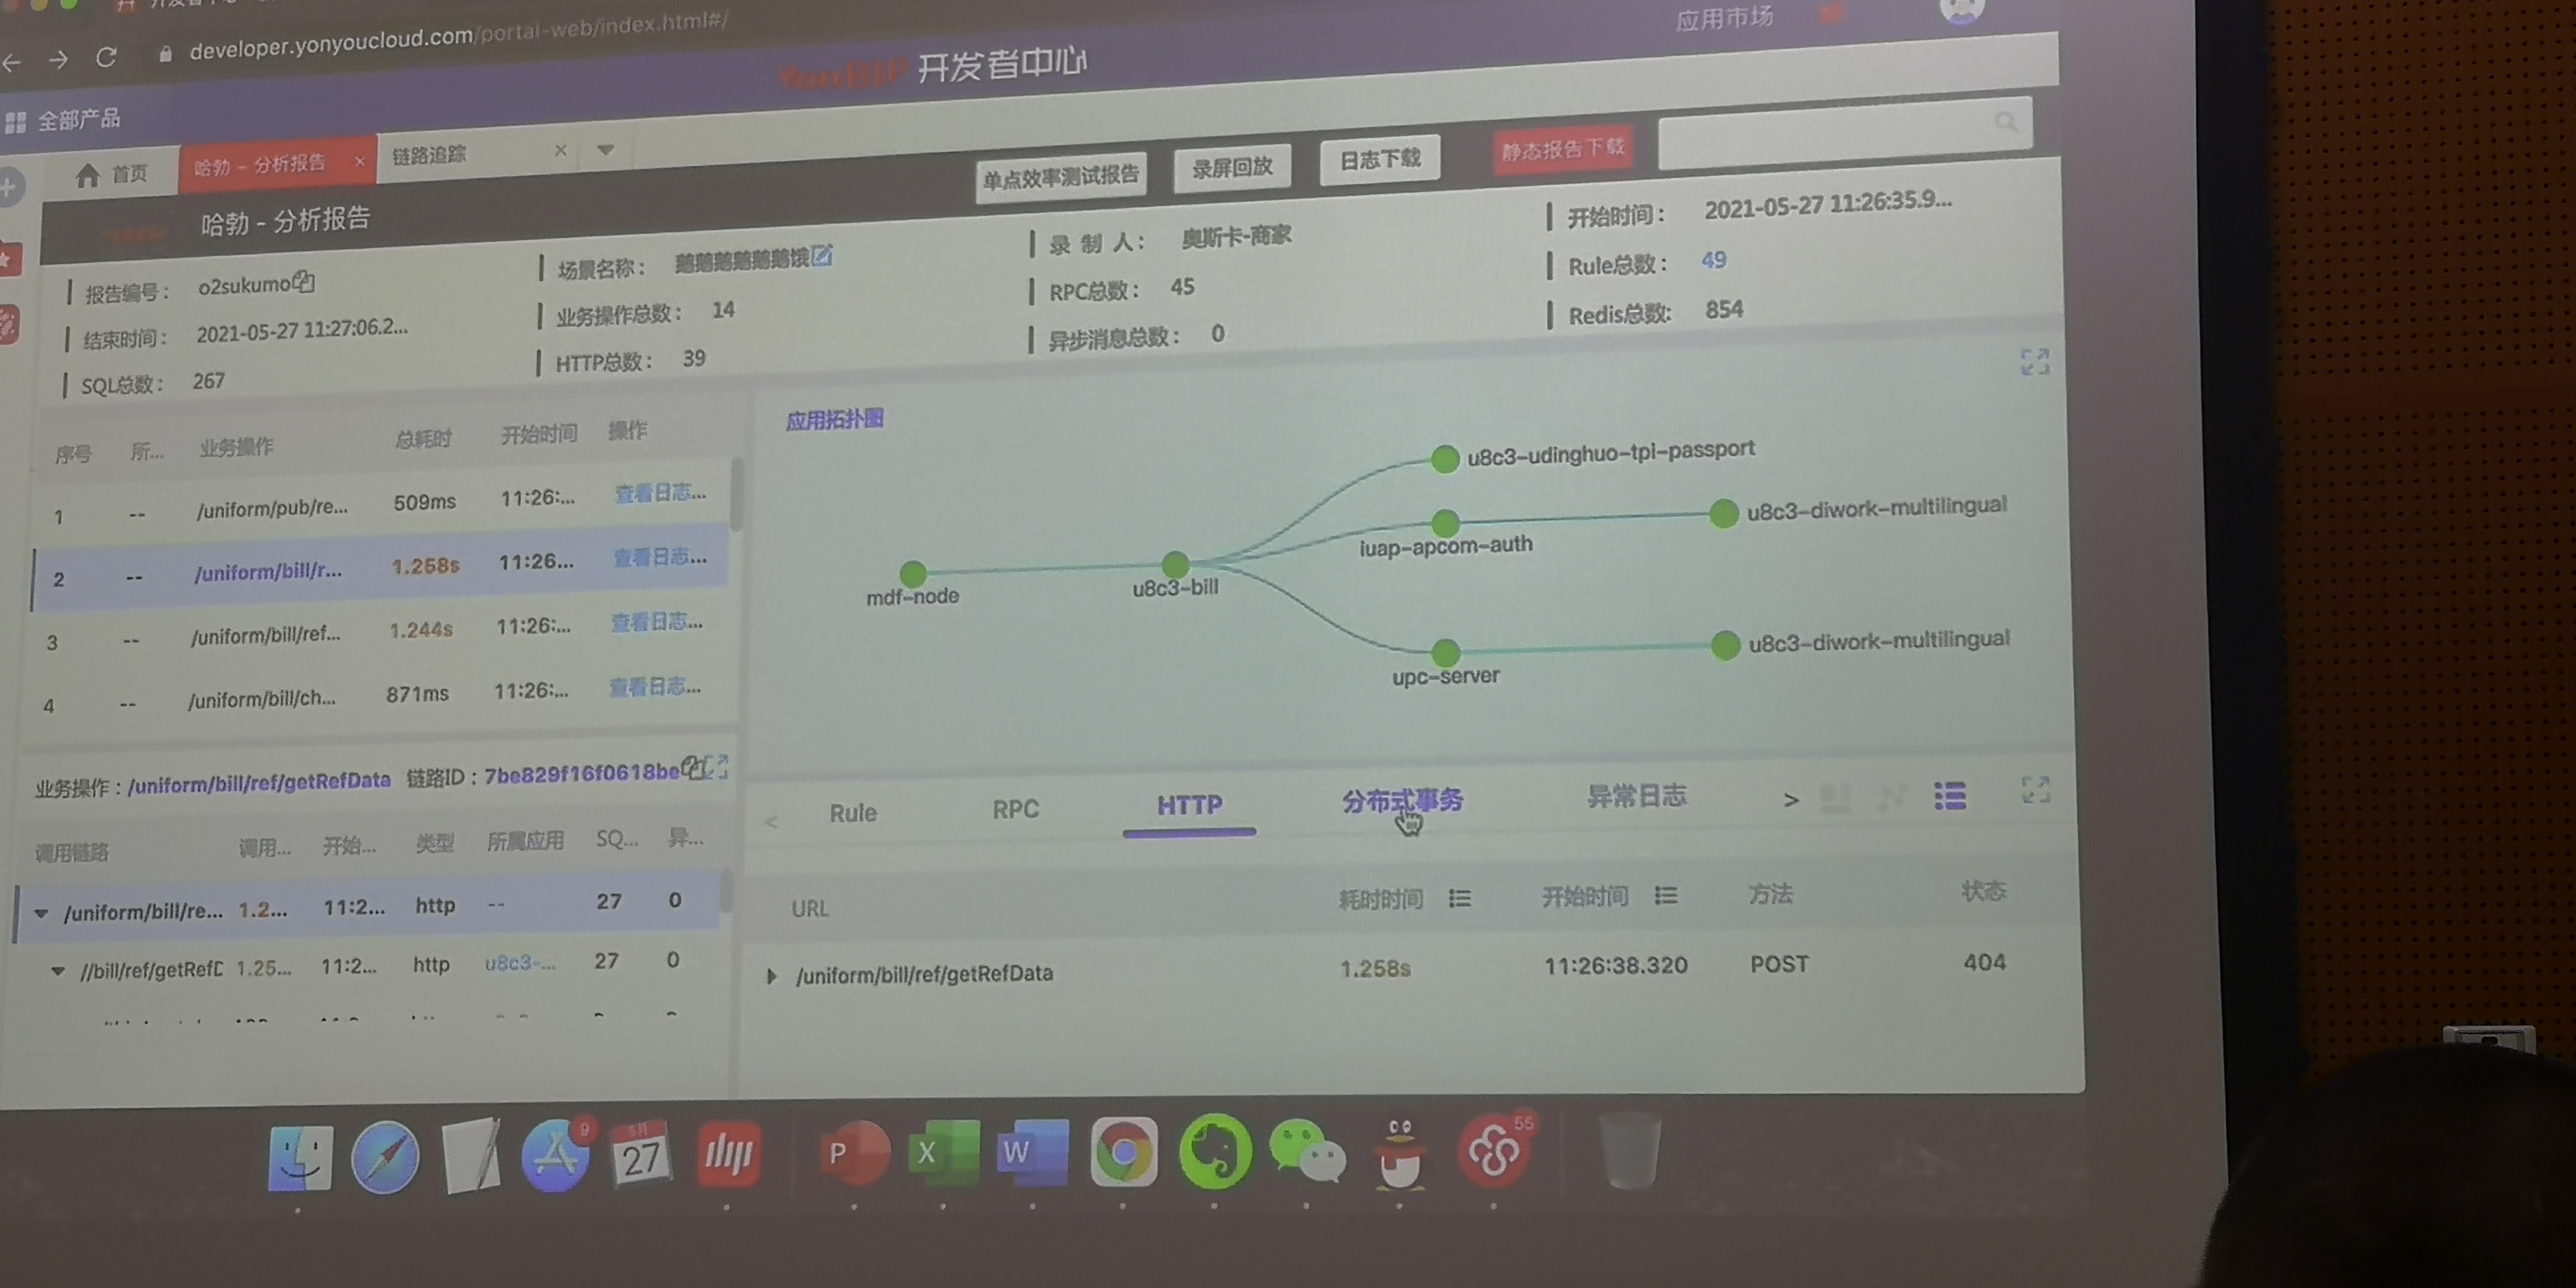 developer.yonyoucloud.com/portal-web/index.html#/
应用市场
YonBIP 开发者中心
全部产品
首页
哈勃 - 分析报告 ×
链路追踪 ×
单点效率测试报告
录屏回放
日志下载
静态报告下载
哈勃 - 分析报告
报告编号： o2sukumo
场景名称： 鹅鹅鹅鹅鹅鹅饿
录 制 人： 奥斯卡-商家
开始时间： 2021-05-27 11:26:35.9...
结束时间： 2021-05-27 11:27:06.2...
业务操作总数： 14
RPC总数： 45
Rule总数： 49
SQL总数： 267
HTTP总数： 39
异步消息总数： 0
Redis总数: 854
序号 所... 业务操作 总耗时 开始时间 操作
1 -- /uniform/pub/re... 509ms 11:26:... 查看日志...
2 -- /uniform/bill/r... 1.258s 11:26... 查看日志...
3 -- /uniform/bill/ref... 1.244s 11:26:... 查看日志...
4 -- /uniform/bill/ch... 871ms 11:26:... 查看日志...
应用拓扑图
mdf-node
u8c3-bill
u8c3-udinghuo-tpi-passport
iuap-apcom-auth
u8c3-diwork-multilingual
upc-server
u8c3-diwork-multilingual
业务操作 : /uniform/bill/ref/getRefData 链路ID : 7be829f16f0618be
调用链路 调用... 开始... 类型 所属应用 SQ... 异...
/uniform/bill/re... 1.2... 11:2... http -- 27 0
//bill/ref/getRefD 1.25... 11:2... http u8c3-... 27 0
< Rule RPC HTTP 分布式事务 异常日志 >
URL 耗时时间 开始时间 方法 状态
/uniform/bill/ref/getRefData 1.258s 11:26:38.320 POST 404
9
5月
27
P
X
W
55